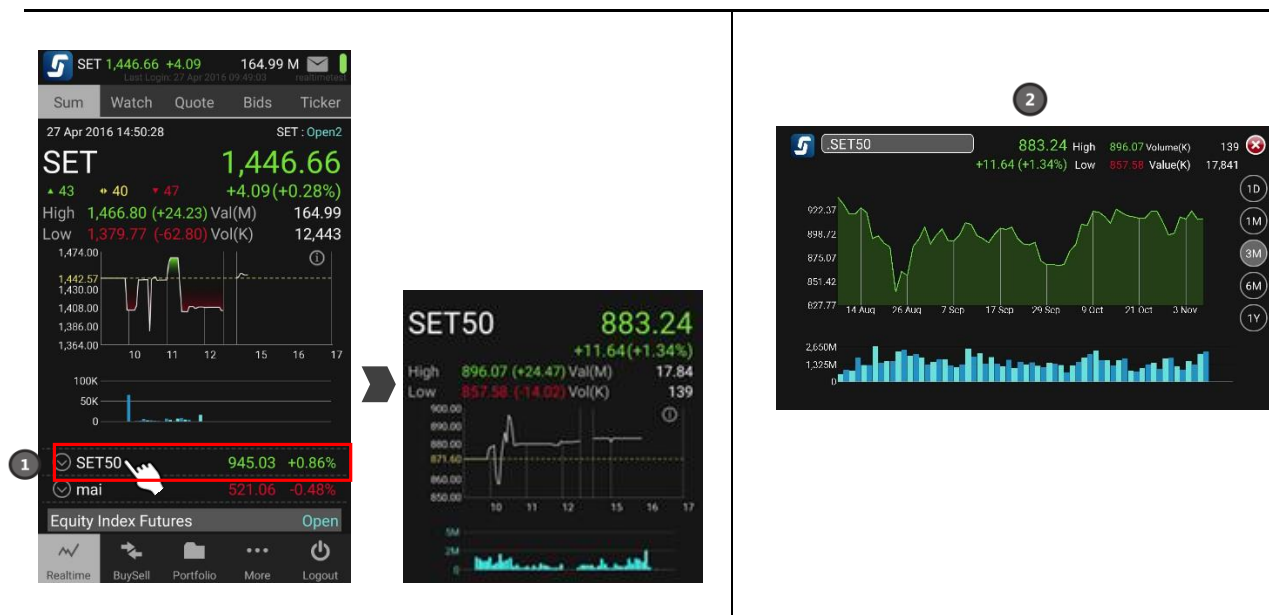 SET 1,446.66 +4.09 164.99 M
Last Login: 27 Apr 2016 09:49:03 realtimetest
Sum Watch Quote Bids Ticker
27 Apr 2016 14:50:28 SET : Open2
SET 1,446.66
43 40 47 +4.09(+0.28%)
High 1,466.80 (+24.23) Val(M) 164.99
Low 1,379.77 (-62.80) Vol(K) 12,443
1,474.00
1,442.57
1,430.00
1,408.00
1,386.00
1,364.00
10 11 12 15 16 17
100K
50K
0
1
SET50 945.03 +0.86%
mai 521.06 -0.48%
Equity Index Futures Open
Realtime BuySell Portfolio More Logout
SET50 883.24
+11.64(+1.34%)
High 896.07 (+24.47) Val(M) 17.84
Low 857.58 (-14.02) Vol(K) 139
900.00
890.00
880.00
871.60
860.00
850.00
10 11 12 15 16 17
5M
2M
0
2
.SET50 883.24 High 896.07 Volume(K) 139
+11.64 (+1.34%) Low 857.58 Value(K) 17,841
1D
1M
3M
6M
1Y
922.37
898.72
875.07
851.42
827.77
14 Aug 26 Aug 7 Sep 17 Sep 29 Sep 9 Oct 21 Oct 3 Nov
2,650M
1,325M
0